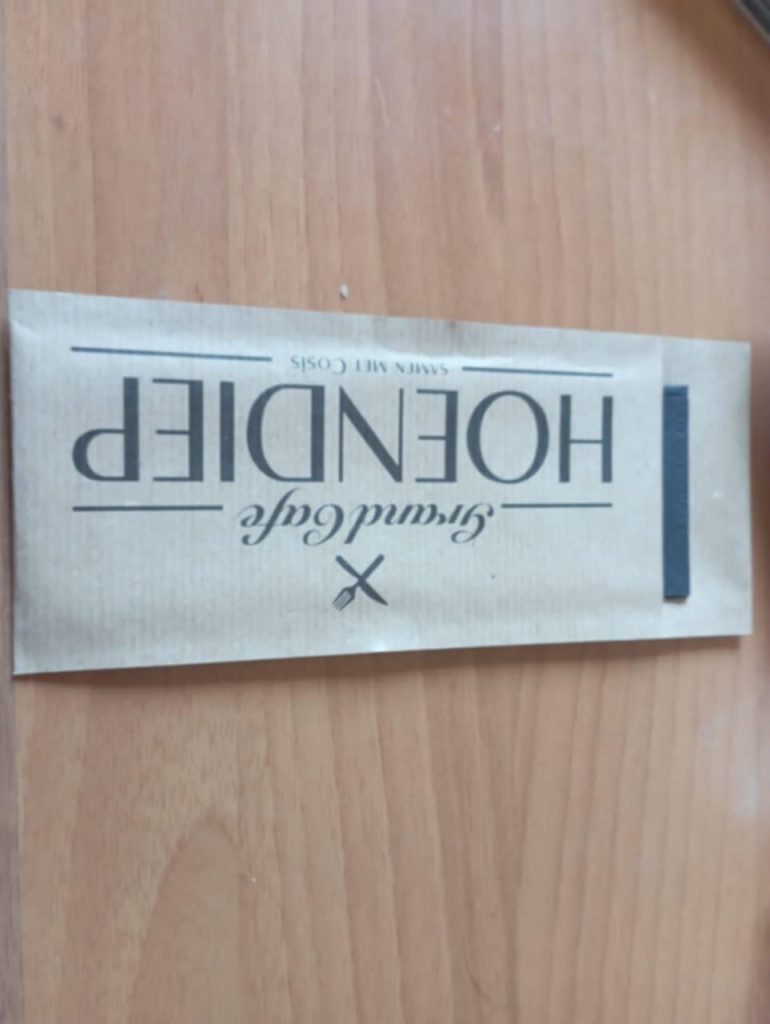 Grand Café
HOENDIEP
SAMEN MET COSIS